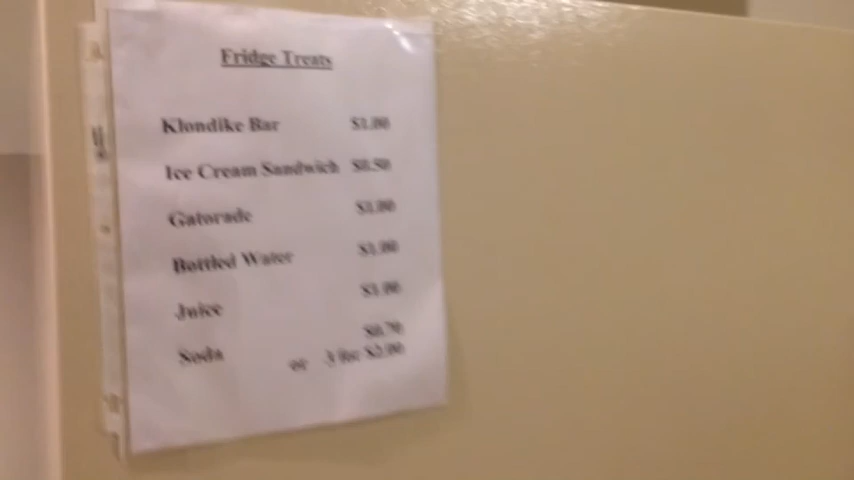 Fridge Treats
Klondike Bar $1.00
Ice Cream Sandwich $0.50
Gatorade $1.00
Bottled Water $1.00
Juice $1.00
Soda $0.70
or 3 for $2.00